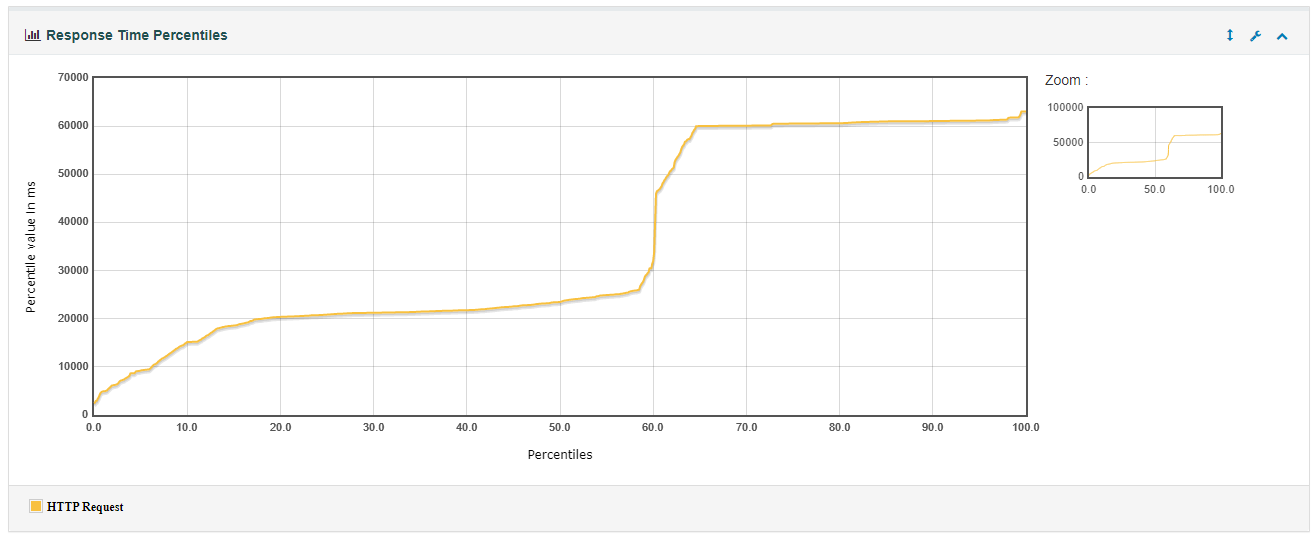 Response Time Percentiles
70000
60000
50000
40000
30000
20000
10000
0
Percentile value in ms
0.0 10.0 20.0 30.0 40.0 50.0 60.0 70.0 80.0 90.0 100.0
Percentiles
Zoom :
100000
50000
0
0.0 50.0 100.0
HTTP Request